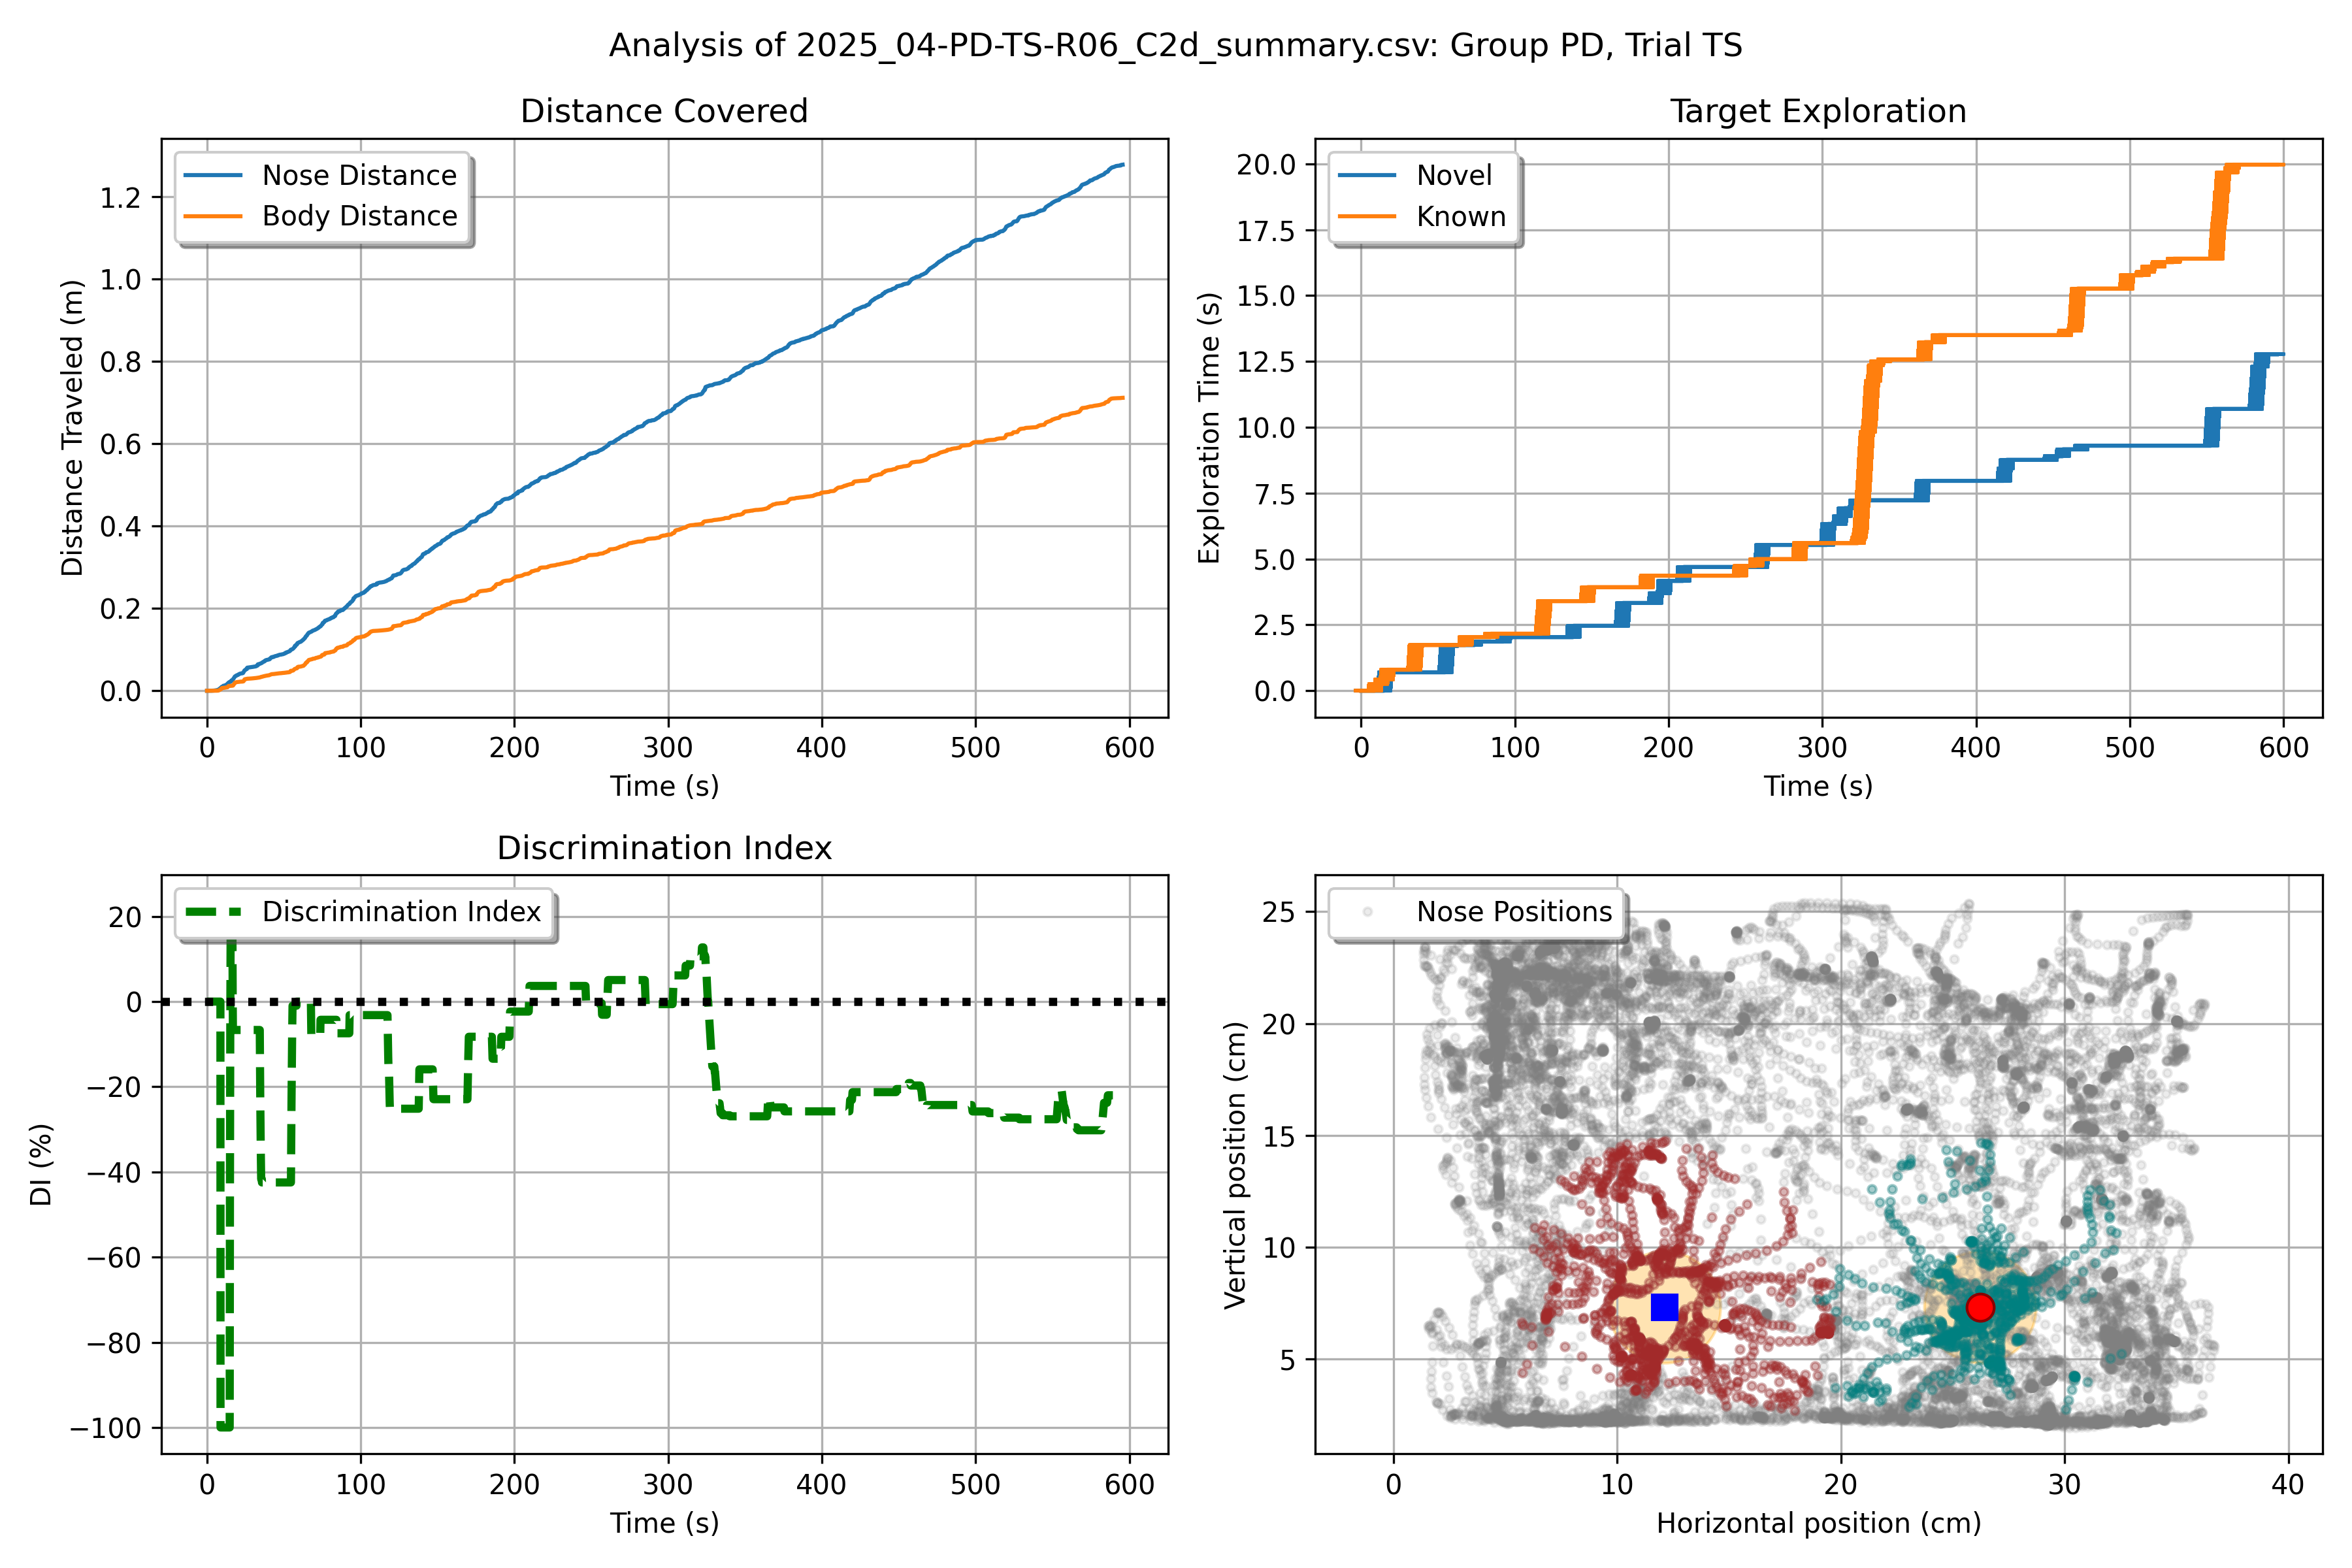 Analysis of 2025_04-PD-TS-R06_C2d_summary.csv: Group PD, Trial TS
Distance Covered
Nose Distance
Body Distance
Distance Traveled (m)
1.2
1.0
0.8
0.6
0.4
0.2
0.0
0 100 200 300 400 500 600
Time (s)
Target Exploration
Novel
Known
Exploration Time (s)
20.0
17.5
15.0
12.5
10.0
7.5
5.0
2.5
0.0
0 100 200 300 400 500 600
Time (s)
Discrimination Index
Discrimination Index
DI (%)
20
0
−20
−40
−60
−80
−100
0 100 200 300 400 500 600
Time (s)
Nose Positions
Vertical position (cm)
25
20
15
10
5
0 10 20 30 40
Horizontal position (cm)